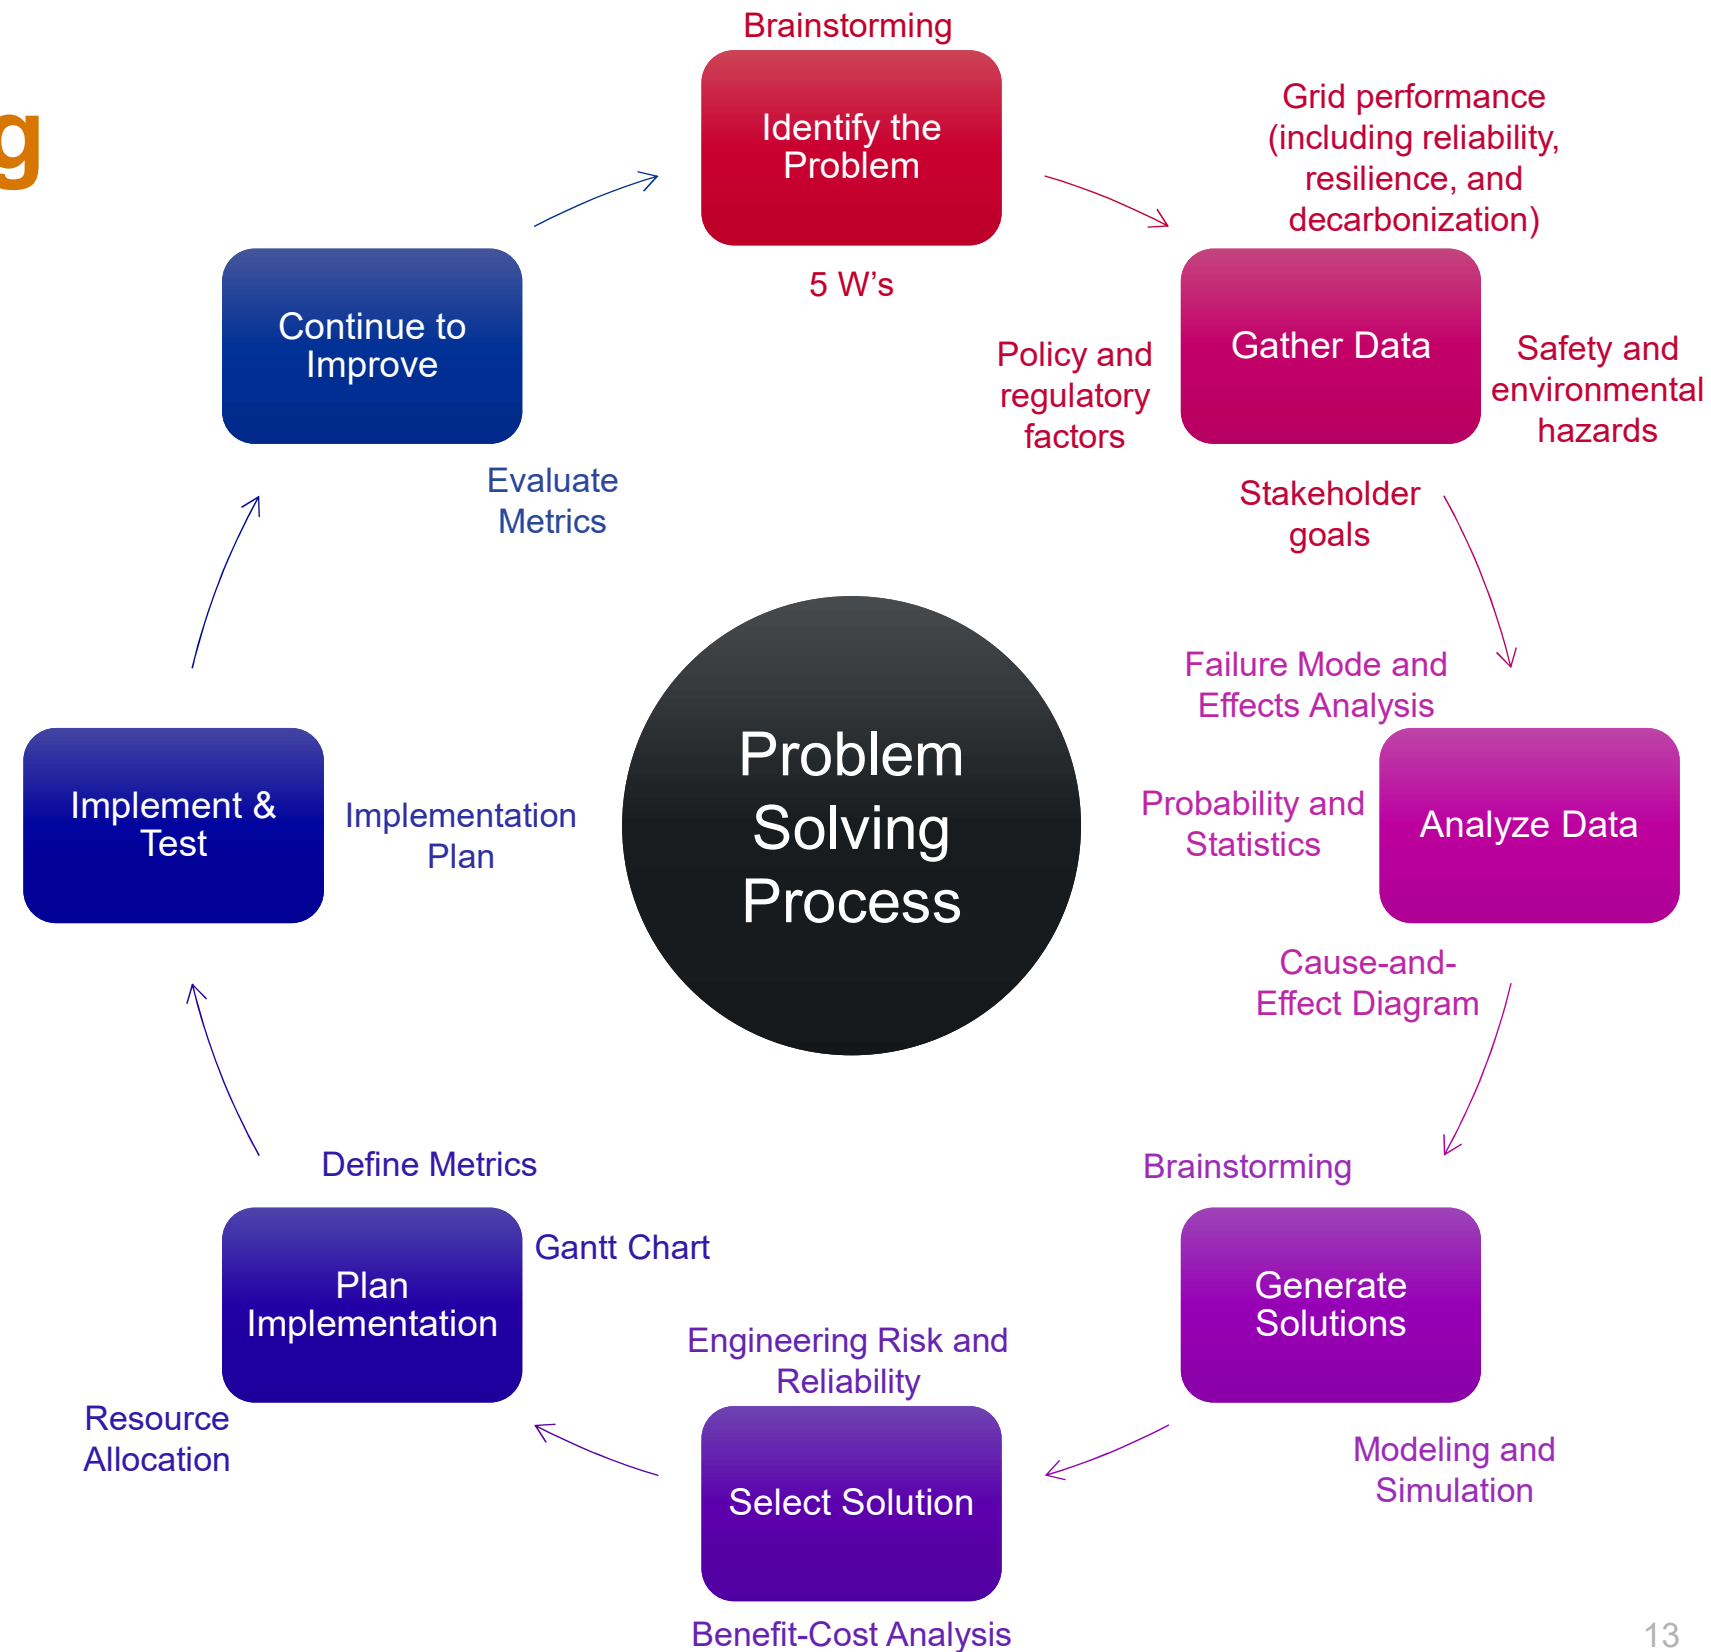 g
Brainstorming
Identify the
Problem
5 W’s
Grid performance
(including reliability,
resilience, and
decarbonization)
Gather Data
Policy and
regulatory
factors
Safety and
environmental
hazards
Stakeholder
goals
Failure Mode and
Effects Analysis
Probability and
Statistics
Analyze Data
Cause-and-
Effect Diagram
Brainstorming
Generate
Solutions
Modeling and
Simulation
Engineering Risk and
Reliability
Select Solution
Benefit-Cost Analysis
Define Metrics
Gantt Chart
Plan
Implementation
Resource
Allocation
Implement &
Test
Implementation
Plan
Continue to
Improve
Evaluate
Metrics
Problem
Solving
Process
13